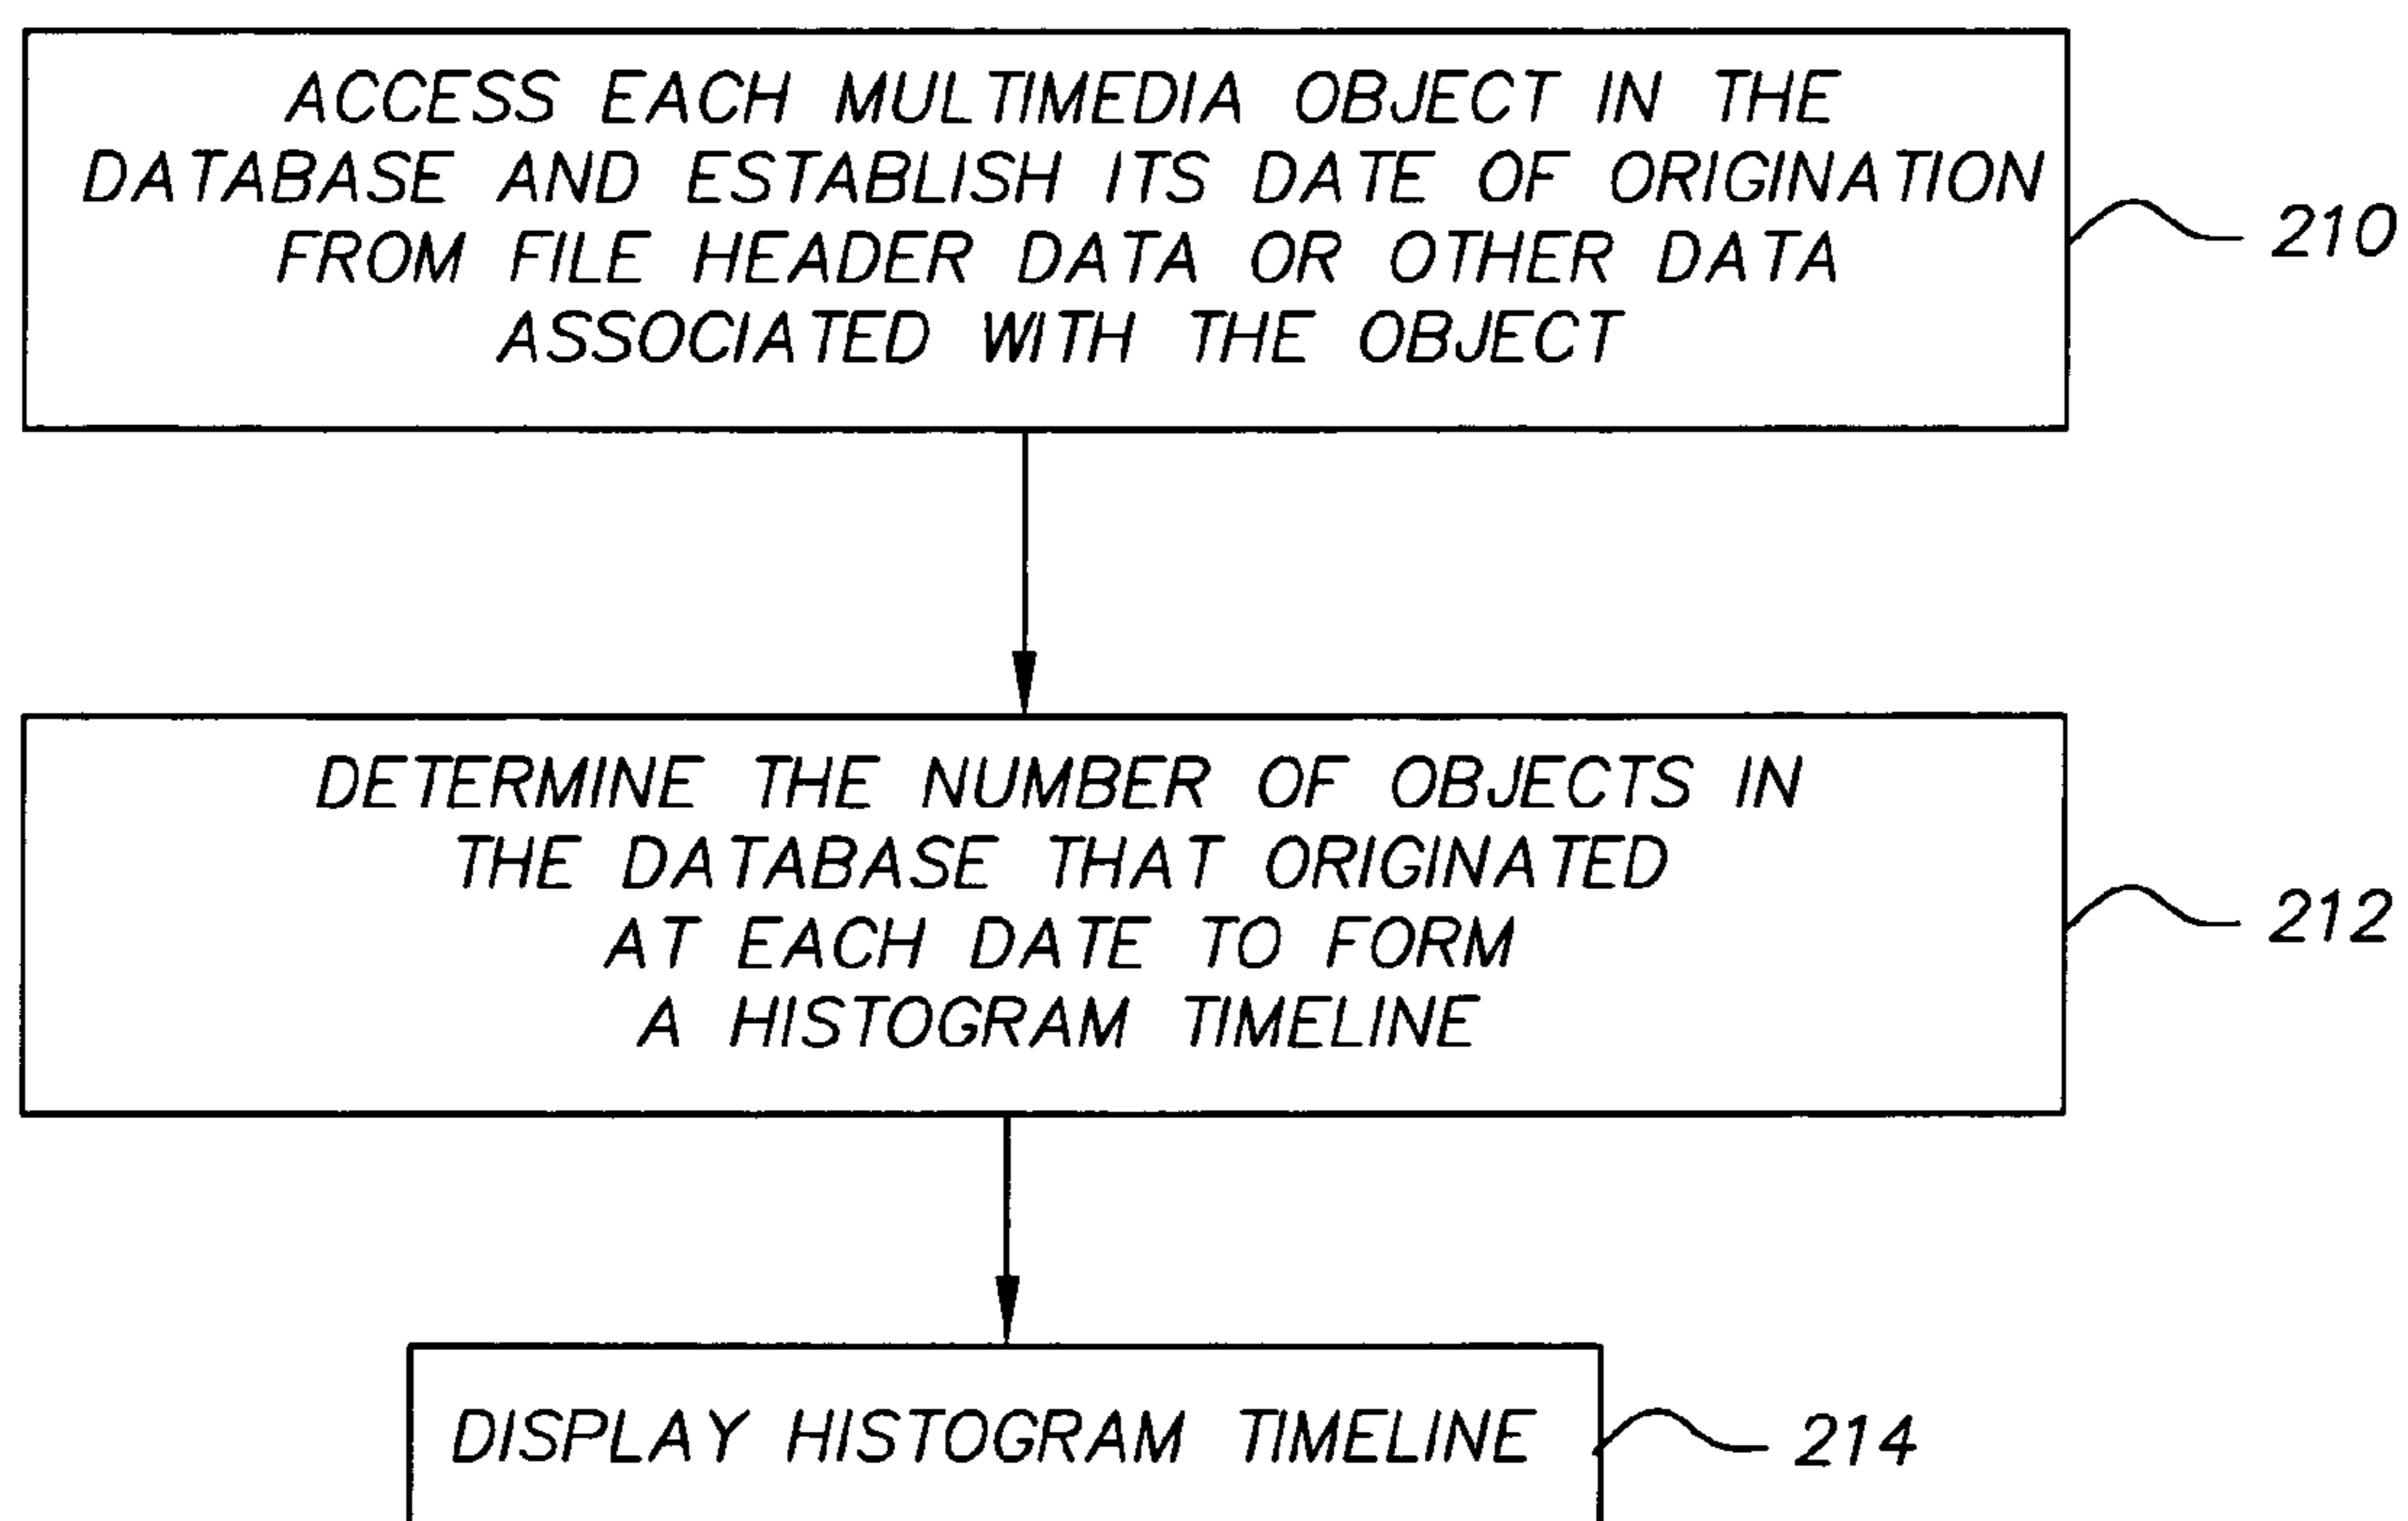 ACCESS EACH MULTIMEDIA OBJECT IN THE
DATABASE AND ESTABLISH ITS DATE OF ORIGINATION
FROM FILE HEADER DATA OR OTHER DATA
ASSOCIATED WITH THE OBJECT
210
DETERMINE THE NUMBER OF OBJECTS IN
THE DATABASE THAT ORIGINATED
AT EACH DATE TO FORM
A HISTOGRAM TIMELINE
212
DISPLAY HISTOGRAM TIMELINE
214